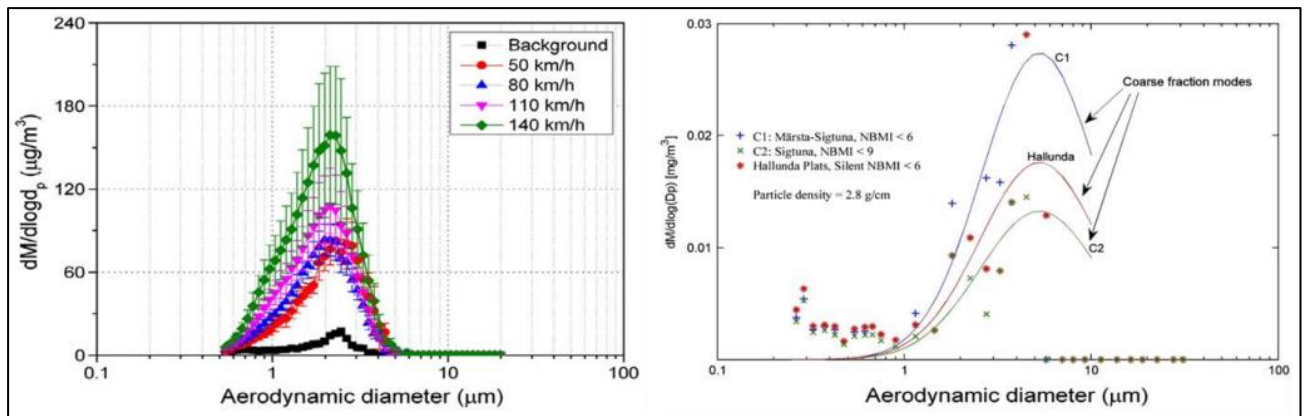 240
180
120
60
0
dM/dlogd_p (µg/m³)
Background
50 km/h
80 km/h
110 km/h
140 km/h
0.1
1
10
100
Aerodynamic diameter (µm)
0.03
0.02
0.01
dM/dlog(Dp) [mg/m³]
C1
Coarse fraction modes
C1: Märsta-Sigtuna, NBMI < 6
C2: Sigtuna, NBMI < 9
Hallunda Plats, Silent NBMI < 6
Particle density = 2.8 g/cm
Hallunda
C2
0.1
1
10
100
Aerodynamic diameter (µm)